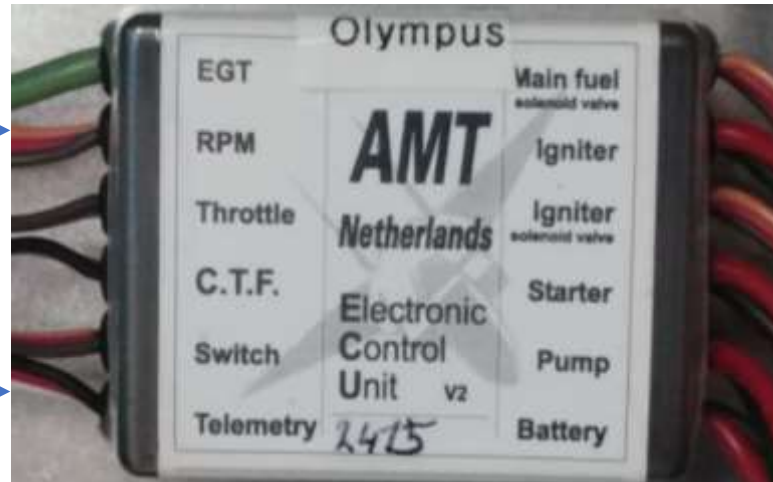 Olympus
EGT
RPM
Throttle
C.T.F.
Switch
Telemetry
AMT
Netherlands
Electronic
Control
Unit V2
2415
Main fuel
solenoid valve
Igniter
Igniter
solenoid valve
Starter
Pump
Battery